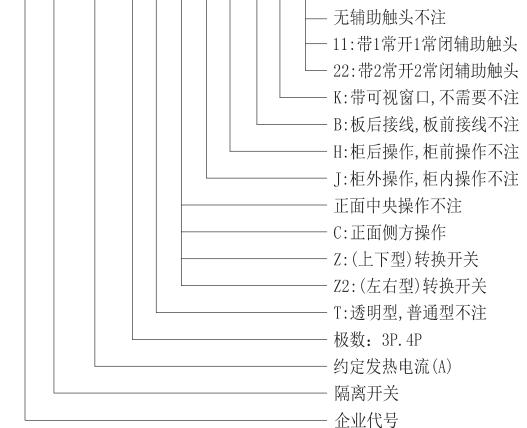 无辅助触头不注
11:带1常开1常闭辅助触头
22:带2常开2常闭辅助触头
K:带可视窗口,不需要不注
B:板后接线,板前接线不注
H:柜后操作,柜前操作不注
J:柜外操作,柜内操作不注
正面中央操作不注
C:正面侧方操作
Z:(上下型)转换开关
Z2:(左右型)转换开关
T:透明型,普通型不注
极数: 3P.4P
约定发热电流(A)
隔离开关
企业代号